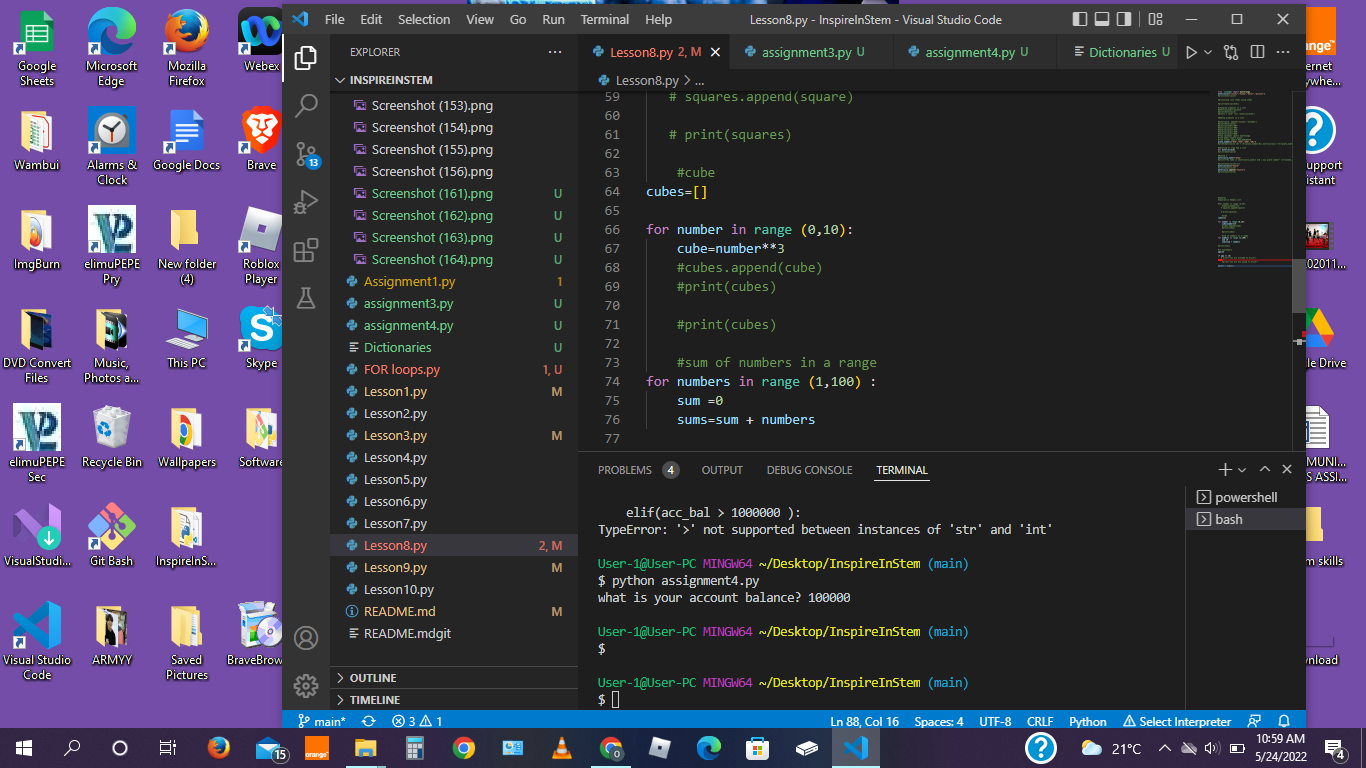 Google
Sheets
Microsoft
Edge
Mozilla
Firefox
Webex
Wambui
Alarms &
Clock
Google Docs
Brave
ImgBurn
elimuPEPE
Pry
New folder
(4)
Roblox
Player
DVD Convert
Files
Music,
Photos a...
This PC
Skype
elimuPEPE
Sec
Recycle Bin
Wallpapers
Software
VisualStudi...
Git Bash
InspireInS...
Visual Studio
Code
ARMYY
Saved
Pictures
BraveBrow
File Edit Selection View Go Run Terminal Help
Lesson8.py - InspireInStem - Visual Studio Code
EXPLORER ...
INSPIREINSTEM
Screenshot (153).png
Screenshot (154).png
Screenshot (155).png
Screenshot (156).png
Screenshot (161).png U
Screenshot (162).png U
Screenshot (163).png U
Screenshot (164).png U
Assignment1.py 1
assignment3.py U
assignment4.py U
Dictionaries U
FOR loops.py 1, U
Lesson1.py M
Lesson2.py
Lesson3.py M
Lesson4.py
Lesson5.py
Lesson6.py
Lesson7.py
Lesson8.py 2, M
Lesson9.py M
Lesson10.py
README.md M
README.mdgit
OUTLINE
TIMELINE
13
Lesson8.py 2, M assignment3.py U assignment4.py U Dictionaries U
Lesson8.py > ...
59 # squares.append(square)
60
61 # print(squares)
62
63 #cube
64 cubes=[]
65
66 for number in range (0,10):
67 cube=number**3
68 #cubes.append(cube)
69 #print(cubes)
70
71 #print(cubes)
72
73 #sum of numbers in a range
74 for numbers in range (1,100) :
75 sum =0
76 sums=sum + numbers
77
PROBLEMS 4 OUTPUT DEBUG CONSOLE TERMINAL
elif(acc_bal > 1000000 ):
TypeError: '>' not supported between instances of 'str' and 'int'
User-1@User-PC MINGW64 ~/Desktop/InspireInStem (main)
$ python assignment4.py
what is your account balance? 100000
User-1@User-PC MINGW64 ~/Desktop/InspireInStem (main)
$
User-1@User-PC MINGW64 ~/Desktop/InspireInStem (main)
$
powershell
bash
main* 3 1 Ln 88, Col 16 Spaces: 4 UTF-8 CRLF Python Select Interpreter
15
orange
21°C
10:59 AM
5/24/2022
4